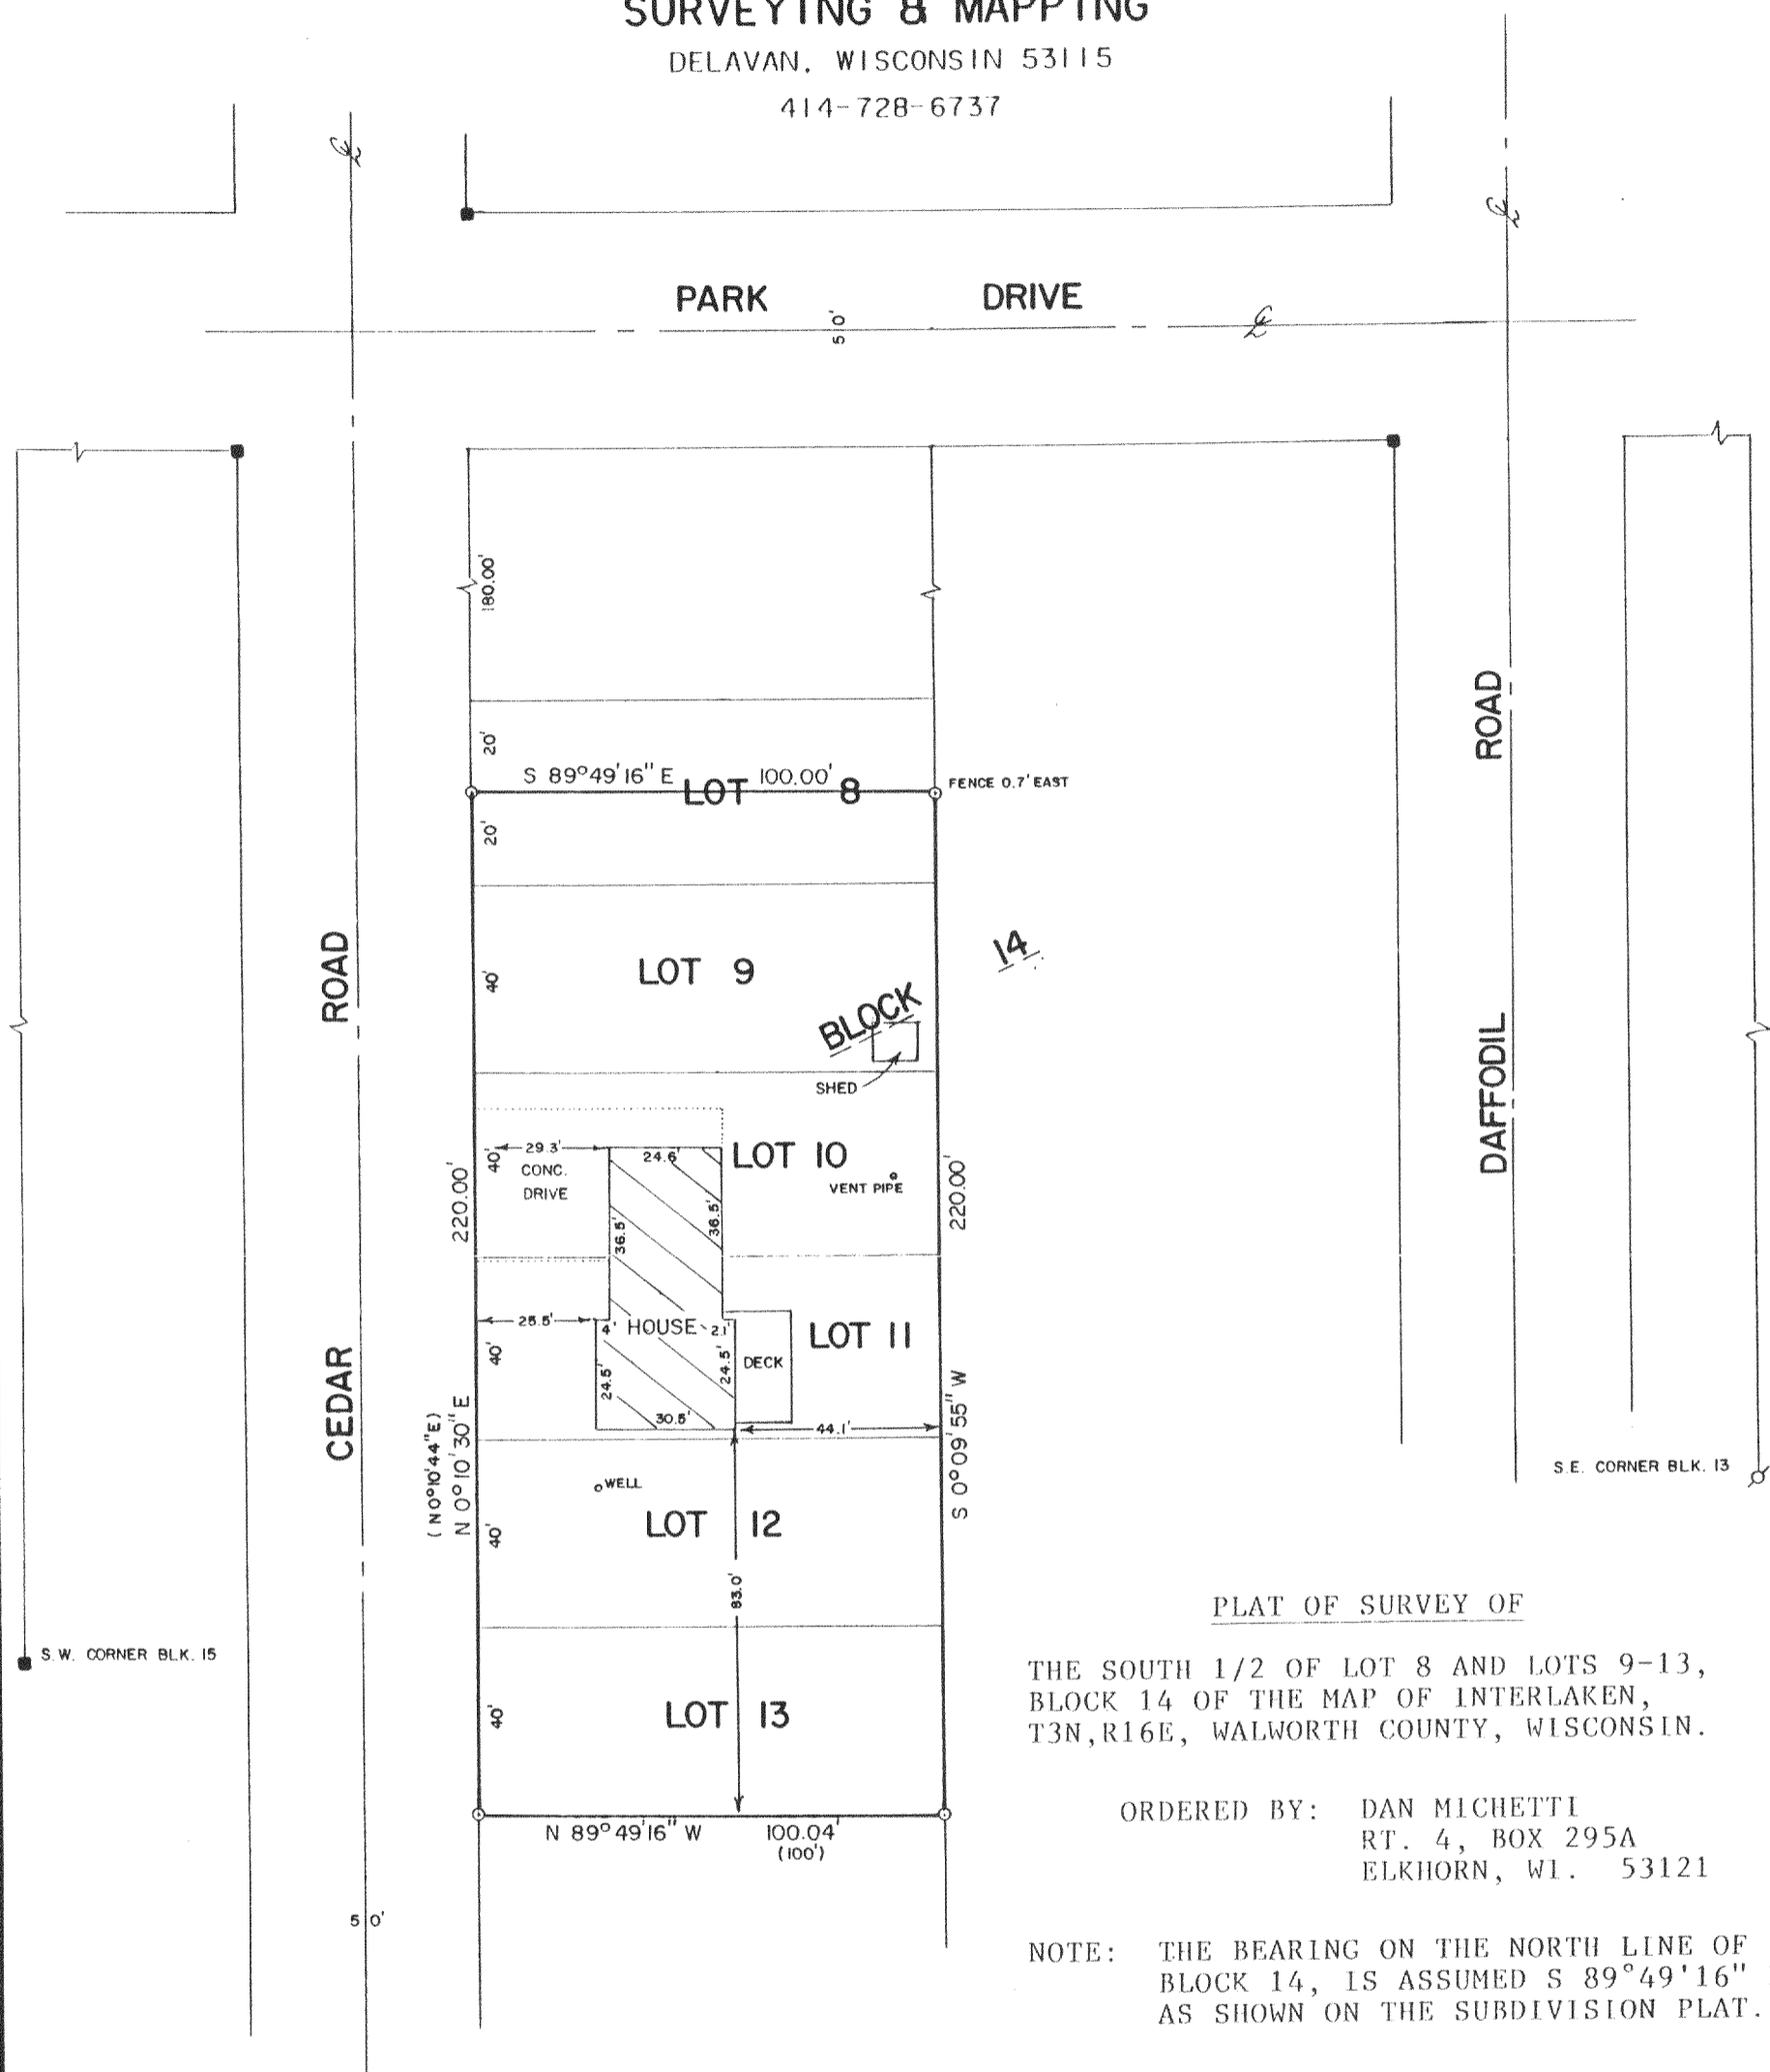 SURVEYING & MAPPING
DELAVAN, WISCONSIN 53115
414-728-6737
PARK DRIVE
50'
180.00'
20'
S 89°49'16" E 100.00'
LOT 8
FENCE 0.7' EAST
20'
ROAD
ROAD
LOT 9
40'
BLOCK 14
SHED
DAFFODIL
29.3'
24.6'
LOT 10
40'
CONC.
DRIVE
VENT PIPE
220.00'
220.00'
36.5'
36.5'
25.5'
4'
HOUSE
2.1'
LOT 11
40'
DECK
24.5'
24.5'
30.5'
44.1'
CEDAR
(N0°10'44"E)
N 0°10'30" E
S 0°09'55" W
S.E. CORNER BLK. 13
WELL
LOT 12
40'
83.0'
PLAT OF SURVEY OF
S.W. CORNER BLK. 15
THE SOUTH 1/2 OF LOT 8 AND LOTS 9-13,
BLOCK 14 OF THE MAP OF INTERLAKEN,
T3N,R16E, WALWORTH COUNTY, WISCONSIN.
LOT 13
40'
N 89°49'16" W 100.04'
(100')
ORDERED BY: DAN MICHETTI
RT. 4, BOX 295A
ELKHORN, WI. 53121
50'
NOTE: THE BEARING ON THE NORTH LINE OF
BLOCK 14, IS ASSUMED S 89°49'16"
AS SHOWN ON THE SUBDIVISION PLAT.